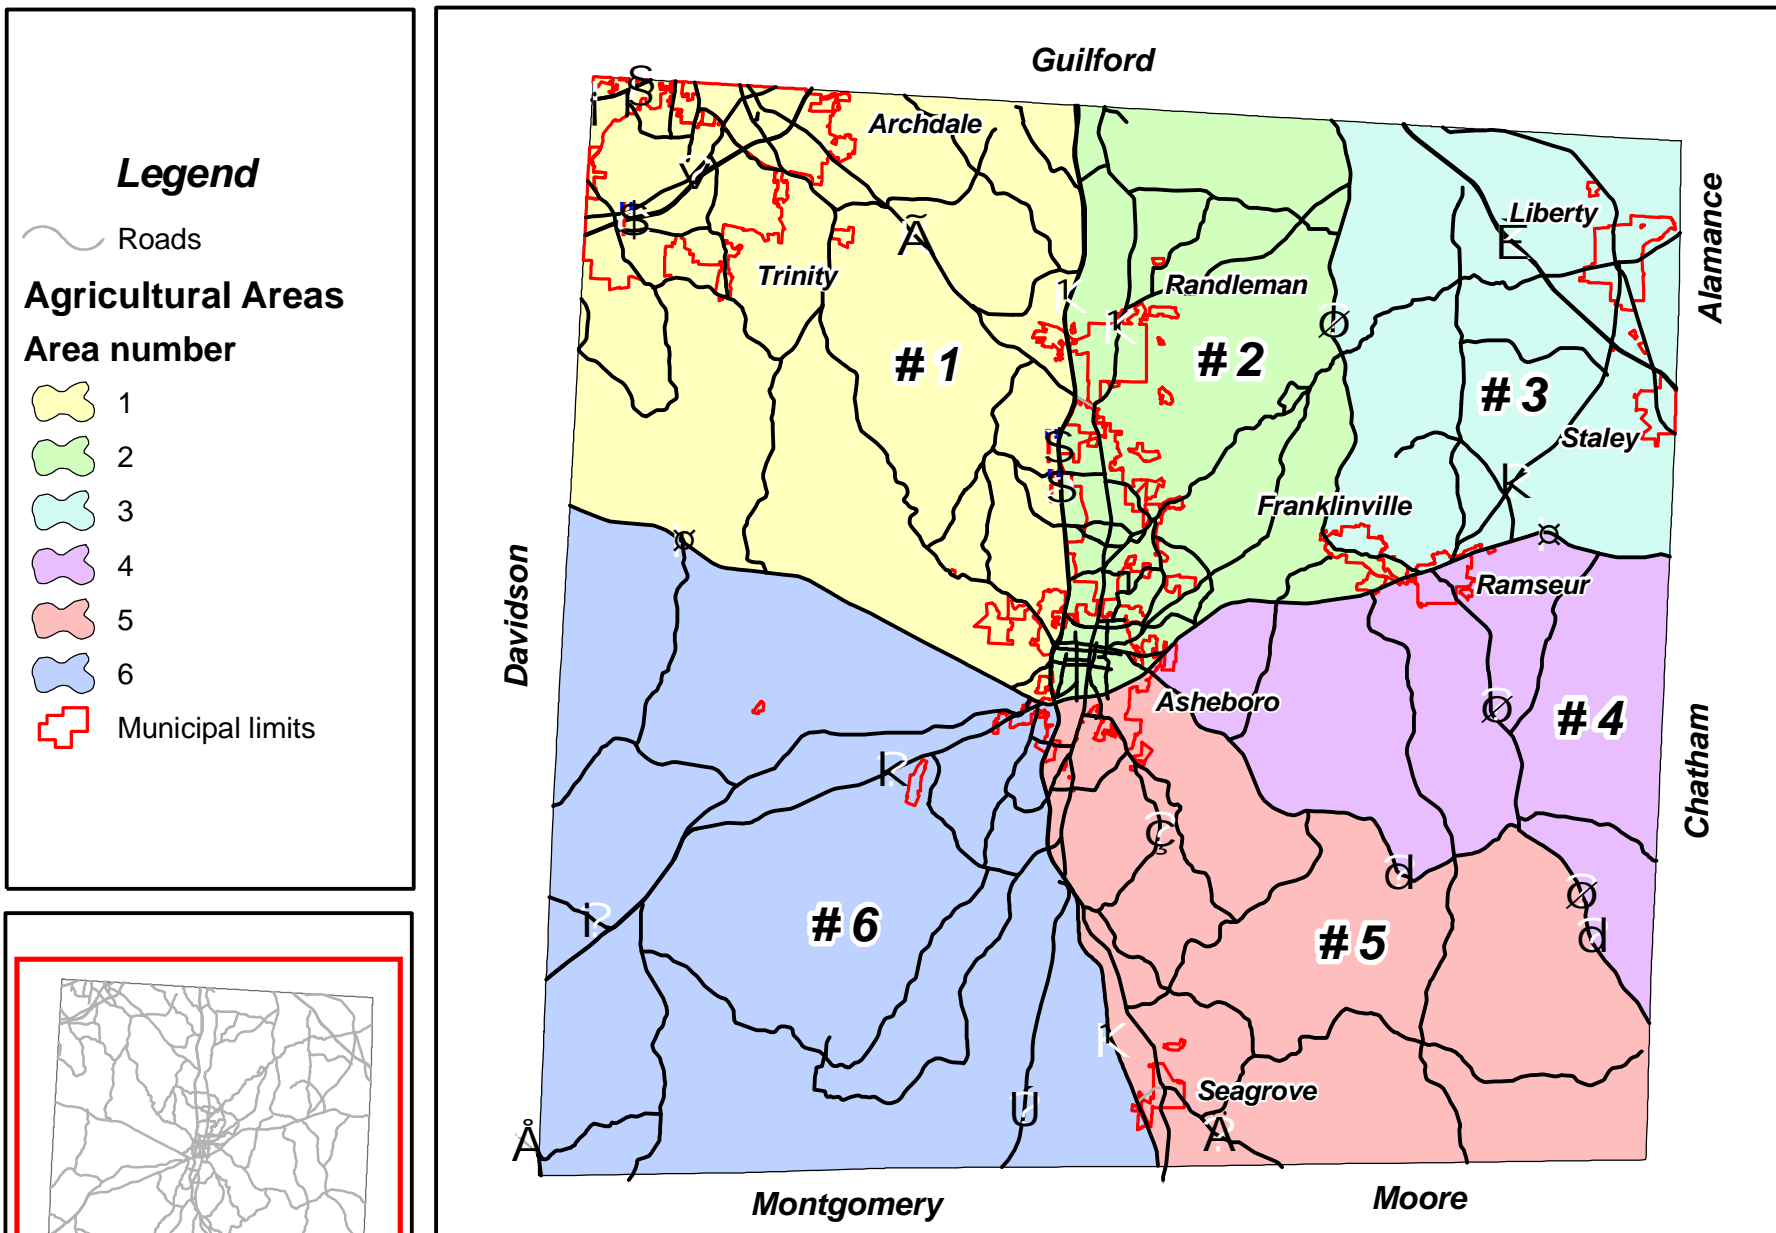 Legend
Roads
Agricultural Areas
Area number
1
2
3
4
5
6
Municipal limits
Guilford
Archdale
Alamance
Liberty
Trinity
Randleman
#1
#2
#3
Staley
Franklinville
Davidson
Ramseur
Asheboro
#4
Chatham
#6
#5
Seagrove
Montgomery
Moore